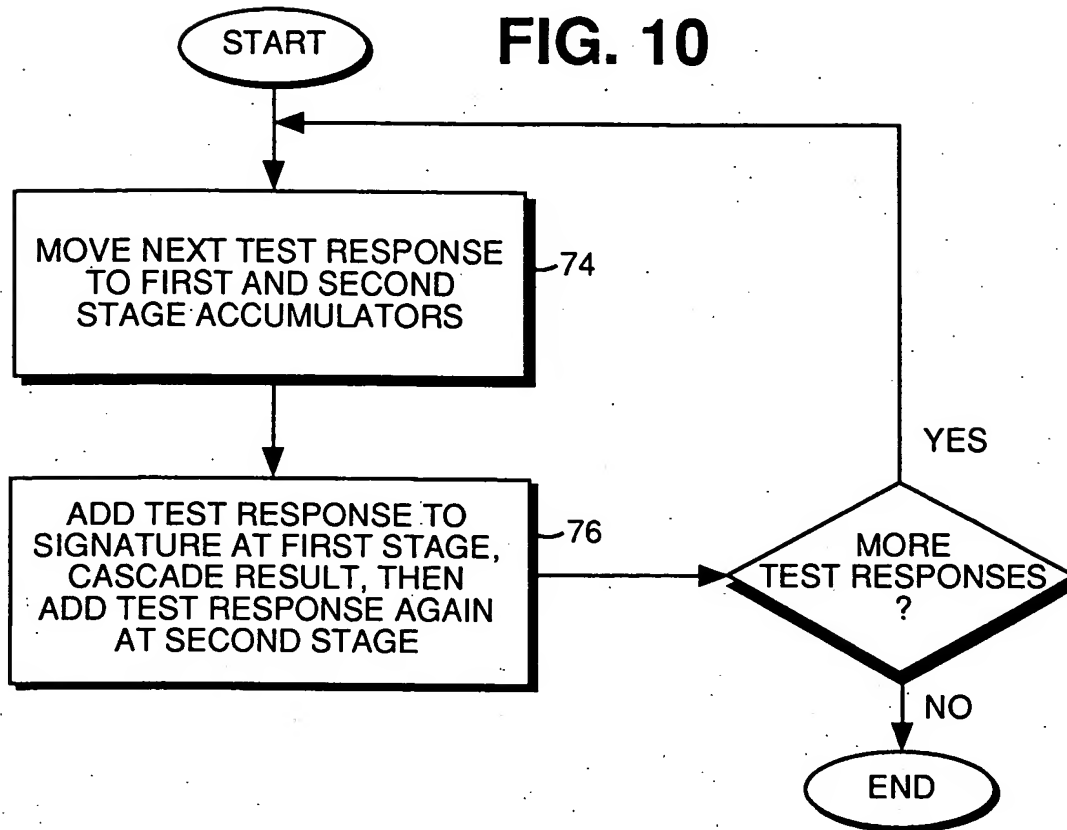 START
FIG. 10
MOVE NEXT TEST RESPONSE
TO FIRST AND SECOND
STAGE ACCUMULATORS
74
ADD TEST RESPONSE TO
SIGNATURE AT FIRST STAGE,
CASCADE RESULT, THEN
ADD TEST RESPONSE AGAIN
AT SECOND STAGE
76
YES
MORE
TEST RESPONSES
?
NO
END